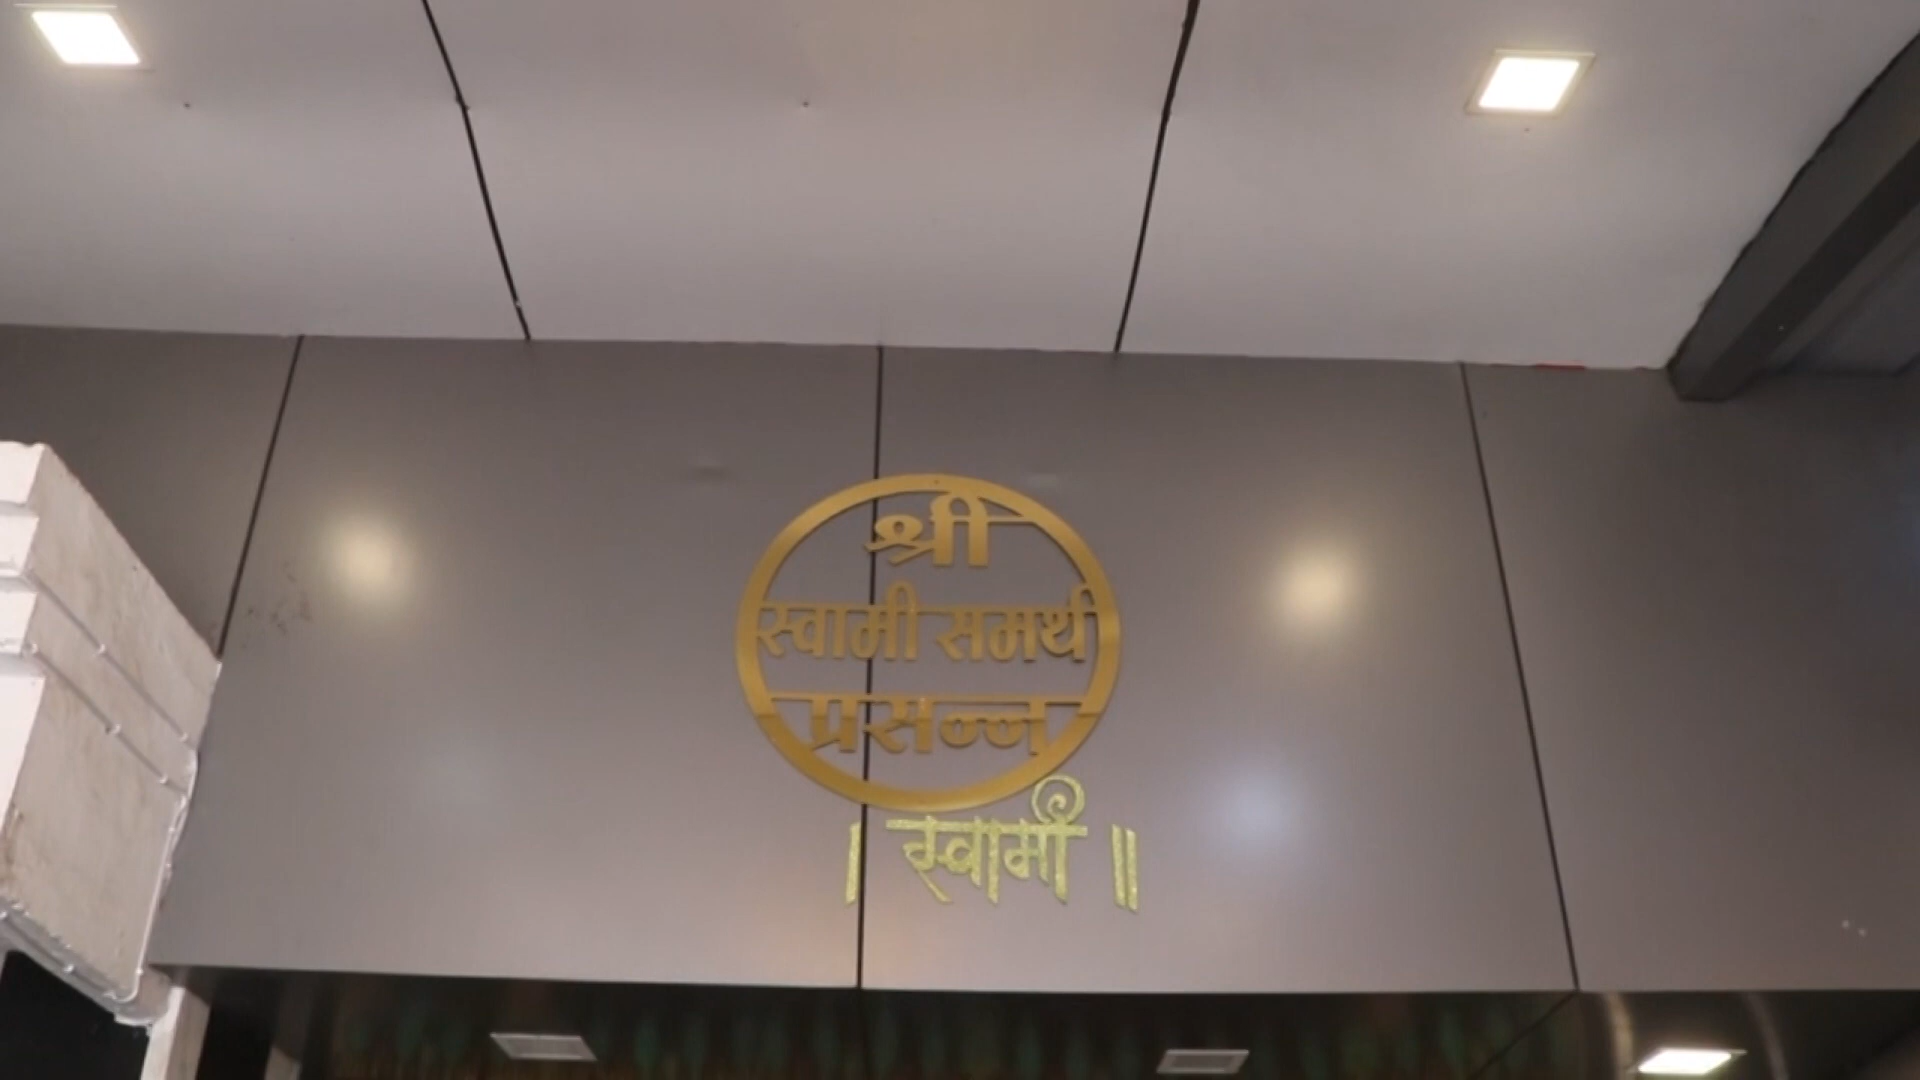 श्री
स्वामी समर्थ
प्रसन्न
। स्वामी ॥